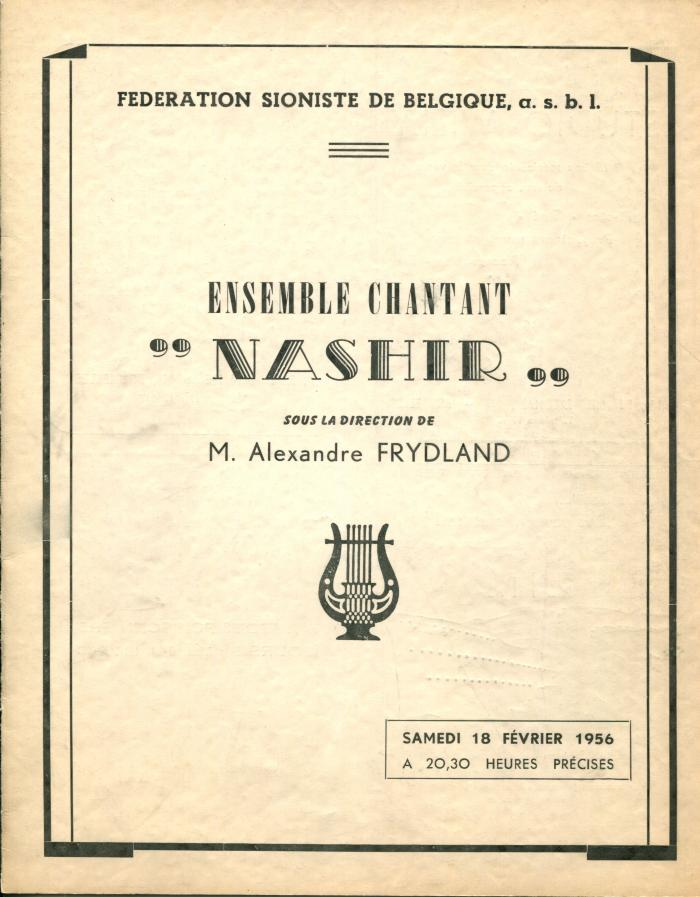 FEDERATION SIONISTE DE BELGIQUE, a. s. b. l.
ENSEMBLE CHANTANT
„ NASHIR „
SOUS LA DIRECTION DE
M. Alexandre FRYDLAND
SAMEDI 18 FÉVRIER 1956
A 20,30 HEURES PRÉCISES